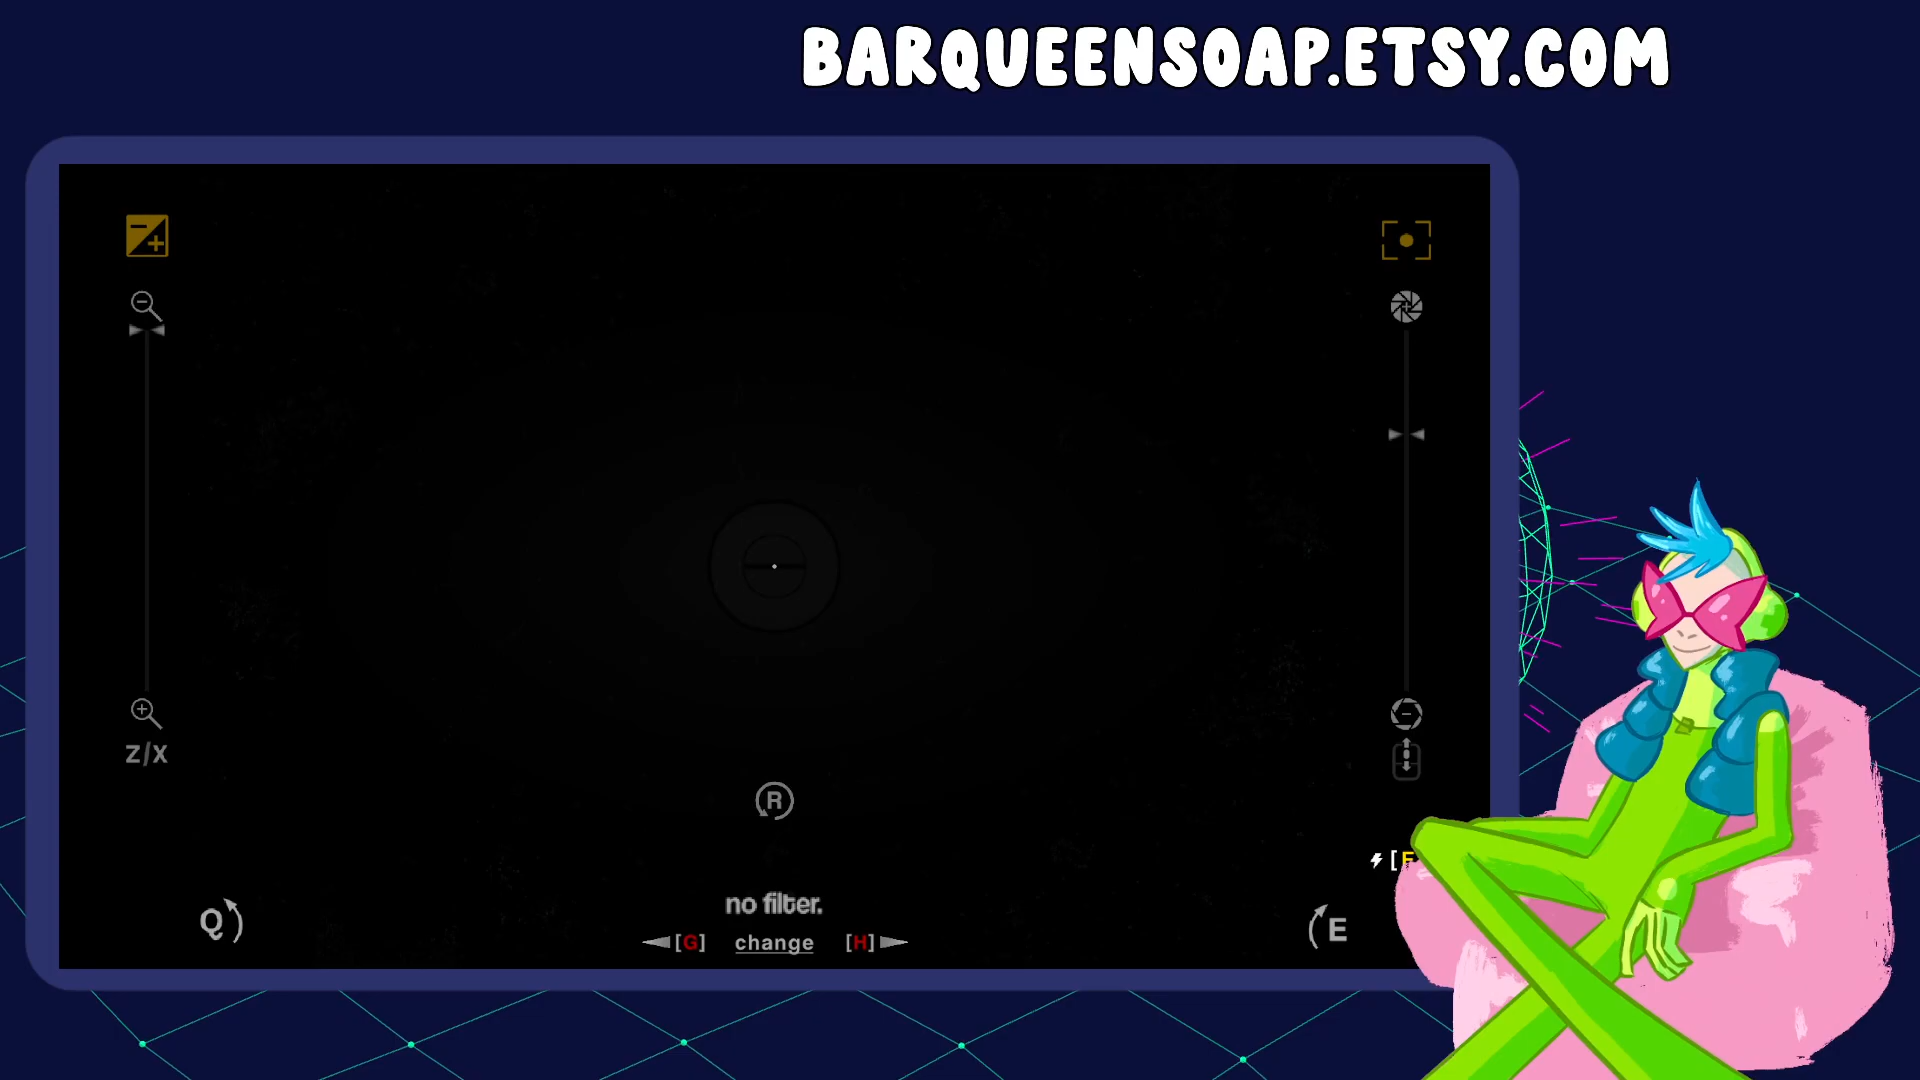 BARQUEENSOAP.ETSY.COM
Z/X
R
[F
no filter.
Q
[G] change [H]
E